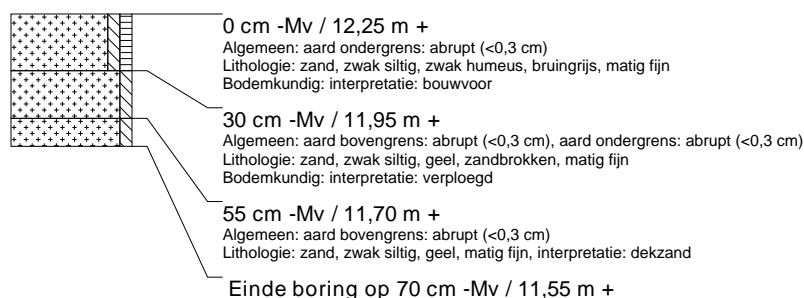 0 cm -Mv / 12,25 m +
Algemeen: aard ondergrens: abrupt (<0,3 cm)
Lithologie: zand, zwak siltig, zwak humeus, bruingrijs, matig fijn
Bodemkundig: interpretatie: bouwvoor
30 cm -Mv / 11,95 m +
Algemeen: aard bovengrens: abrupt (<0,3 cm), aard ondergrens: abrupt (<0,3 cm)
Lithologie: zand, zwak siltig, geel, zandbrokken, matig fijn
Bodemkundig: interpretatie: verploegd
55 cm -Mv / 11,70 m +
Algemeen: aard bovengrens: abrupt (<0,3 cm)
Lithologie: zand, zwak siltig, geel, matig fijn, interpretatie: dekzand
Einde boring op 70 cm -Mv / 11,55 m +